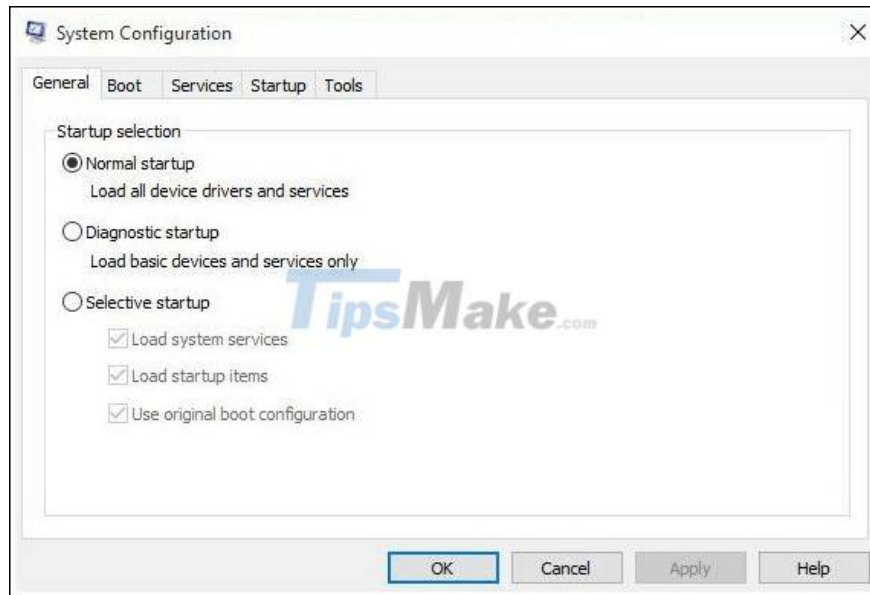 System Configuration
General Boot Services Startup Tools
Startup selection
Normal startup
Load all device drivers and services
Diagnostic startup
Load basic devices and services only
Selective startup
Load system services
Load startup items
Use original boot configuration
TipsMake.com
OK Cancel Apply Help